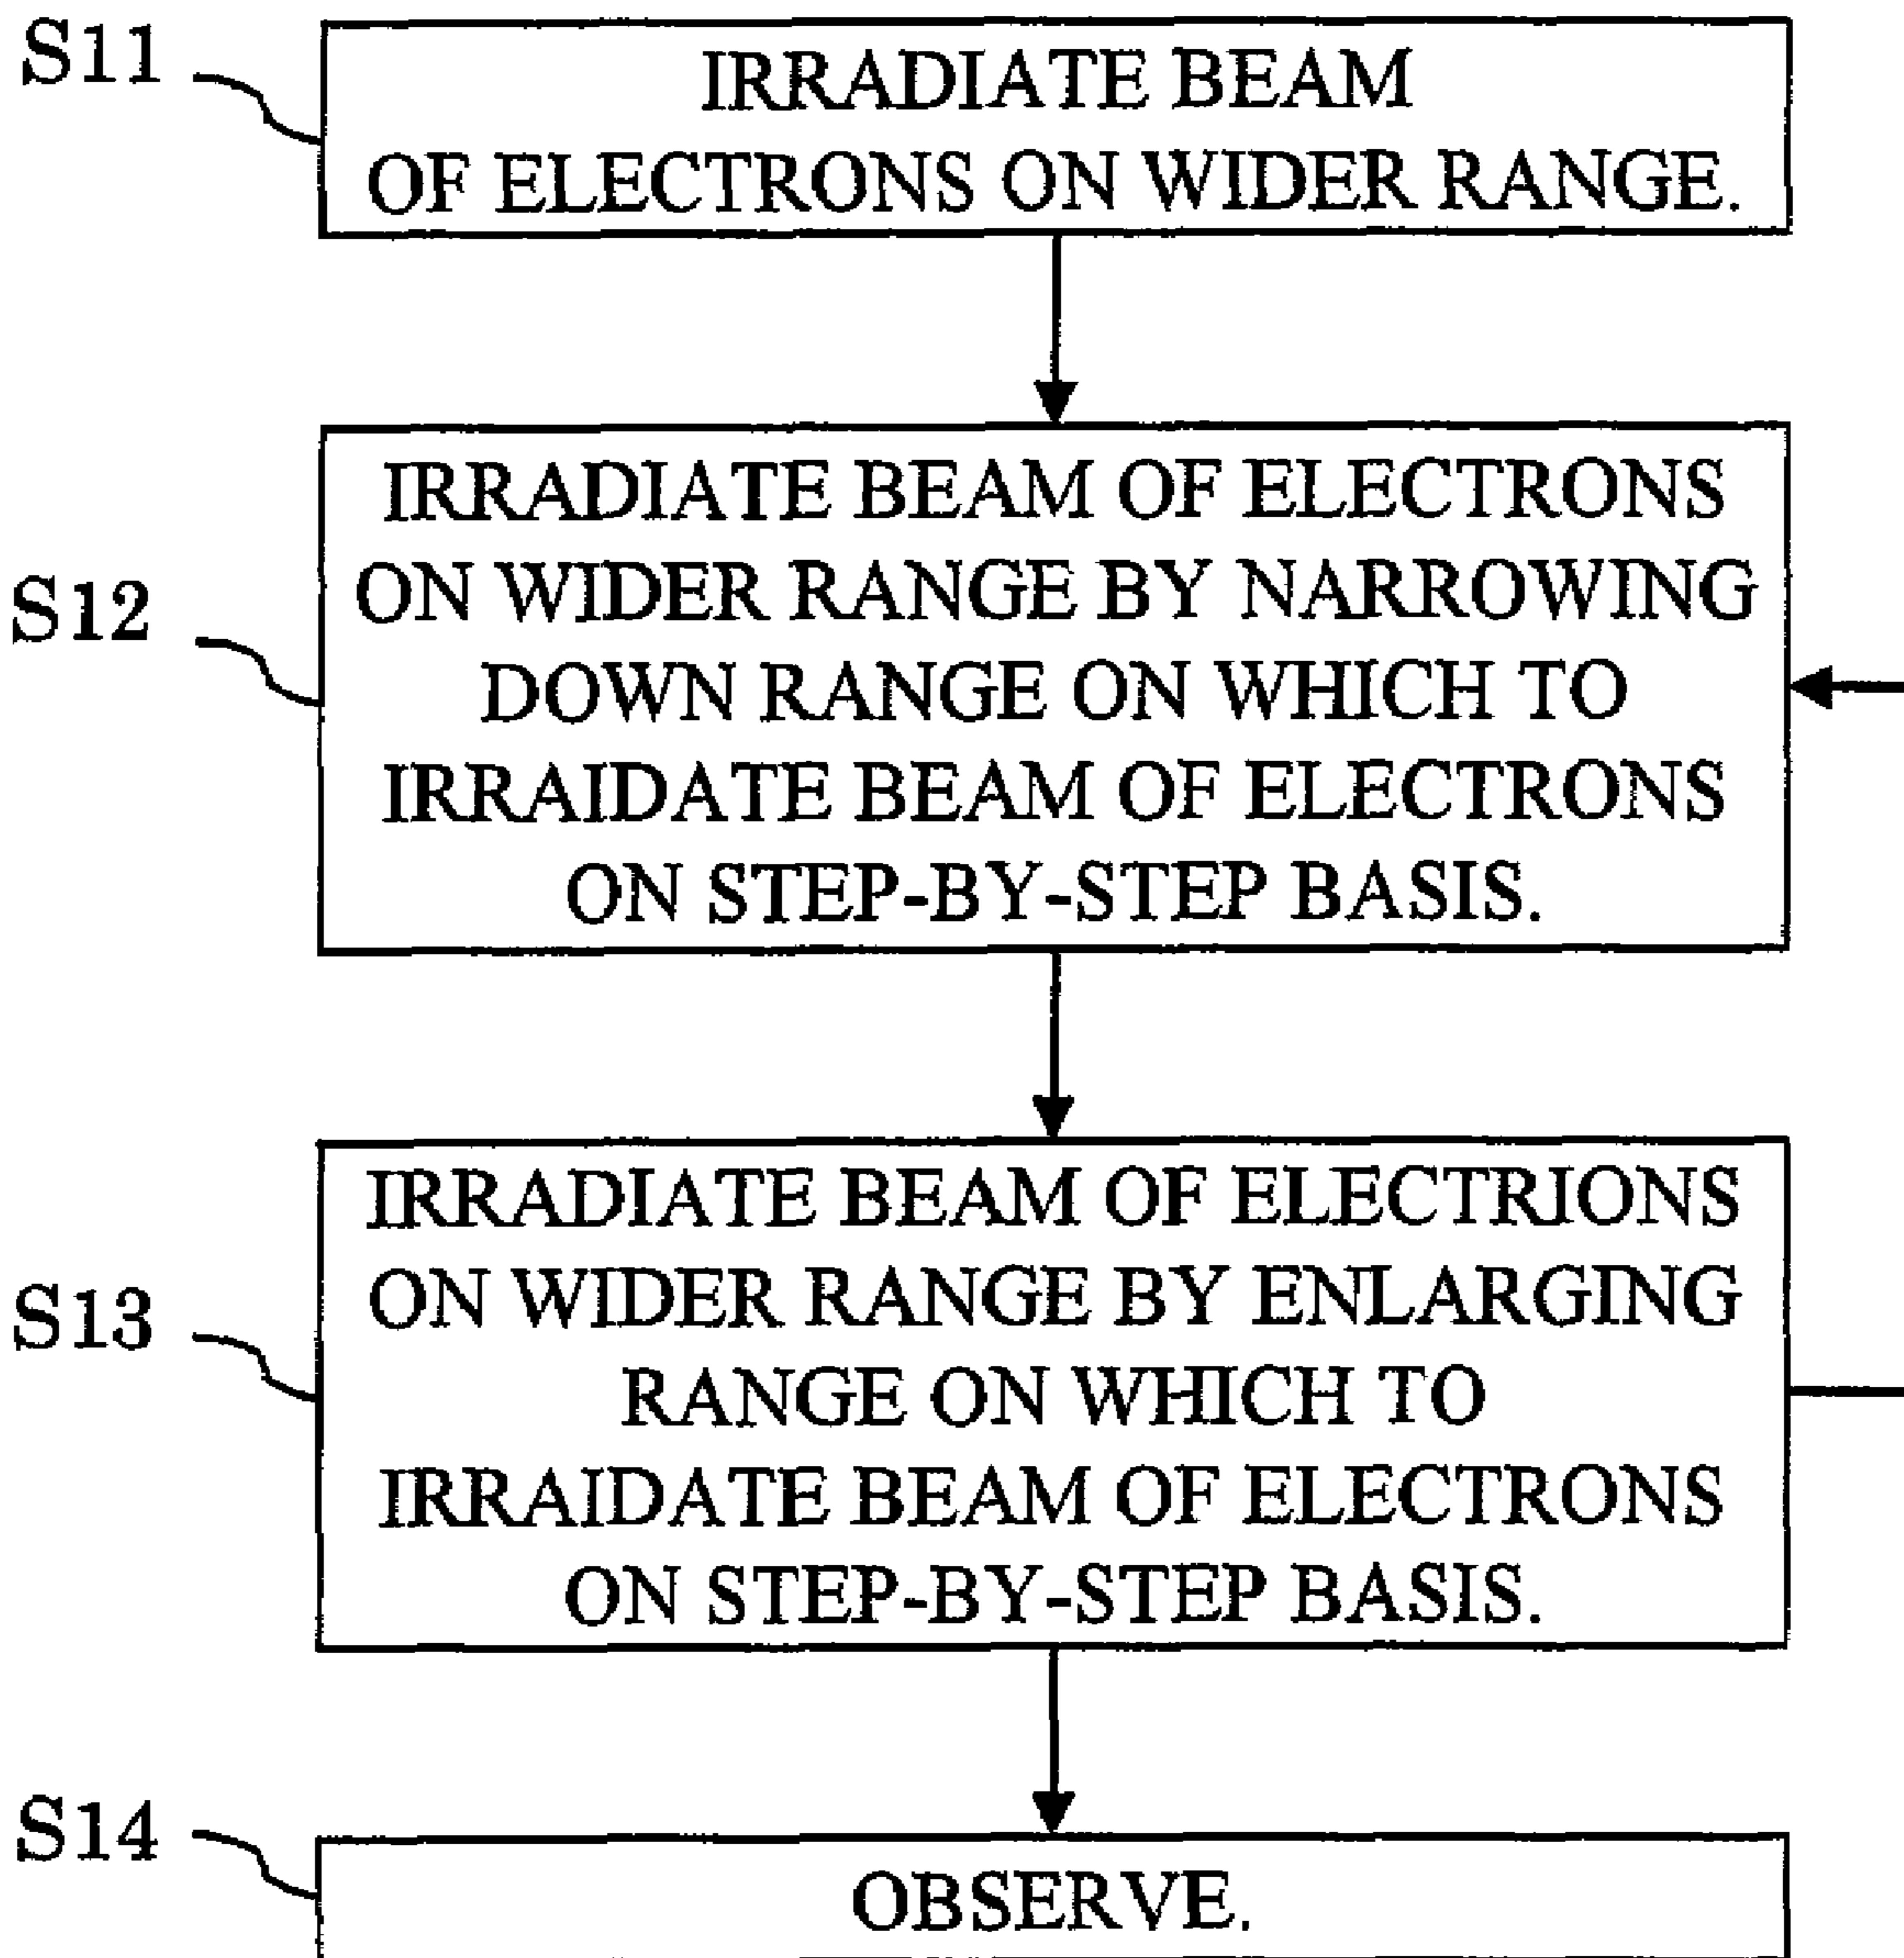 S11
IRRADIATE BEAM
OF ELECTRONS ON WIDER RANGE.
S12
IRRADIATE BEAM OF ELECTRONS
ON WIDER RANGE BY NARROWING
DOWN RANGE ON WHICH TO
IRRAIDATE BEAM OF ELECTRONS
ON STEP-BY-STEP BASIS.
S13
IRRADIATE BEAM OF ELECTRIONS
ON WIDER RANGE BY ENLARGING
RANGE ON WHICH TO
IRRAIDATE BEAM OF ELECTRONS
ON STEP-BY-STEP BASIS.
S14
OBSERVE.